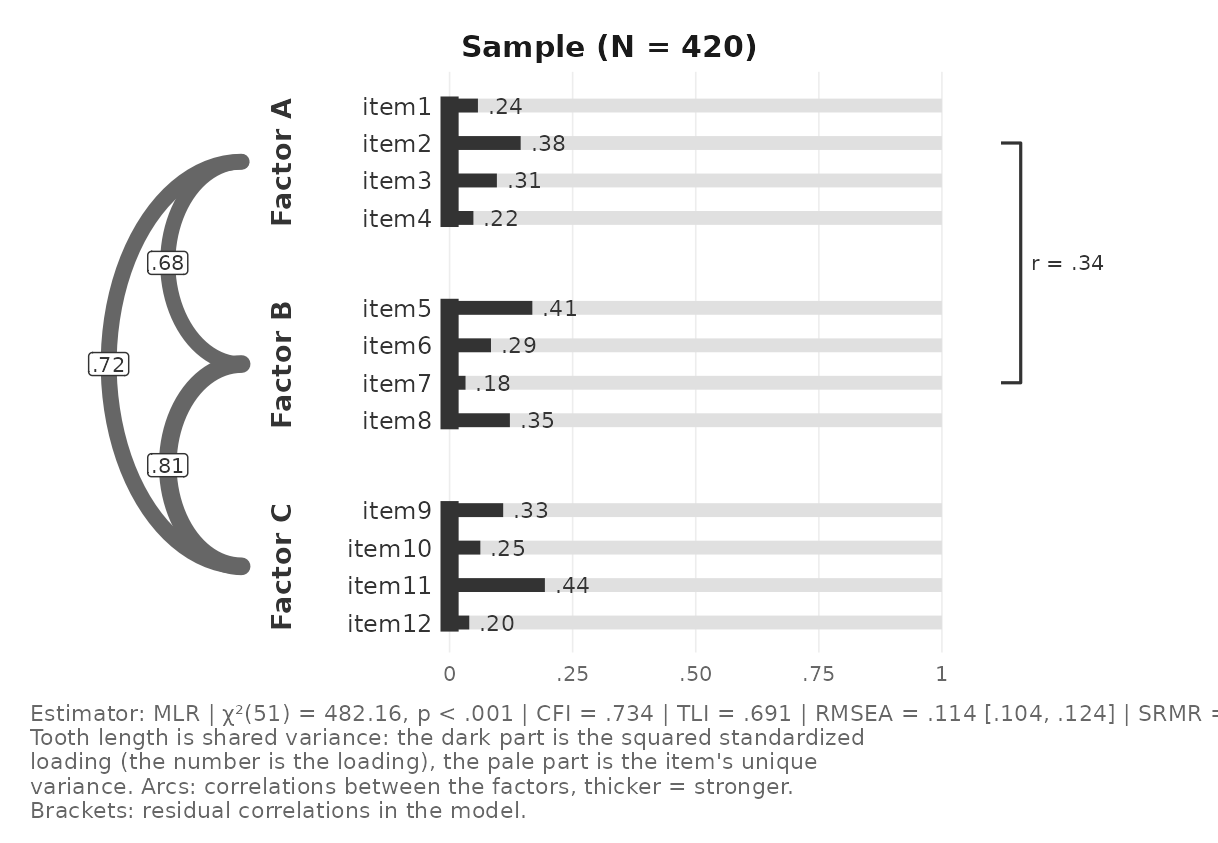 Sample (N = 420)
Factor A
item1 .24
item2 .38
item3 .31
item4 .22
Factor B
item5 .41
item6 .29
item7 .18
item8 .35
Factor C
item9 .33
item10 .25
item11 .44
item12 .20
.68
.72
.81
r = .34
0 .25 .50 .75 1
Estimator: MLR | χ²(51) = 482.16, p < .001 | CFI = .734 | TLI = .691 | RMSEA = .114 [.104, .124] | SRMR =
Tooth length is shared variance: the dark part is the squared standardized
loading (the number is the loading), the pale part is the item's unique
variance. Arcs: correlations between the factors, thicker = stronger.
Brackets: residual correlations in the model.